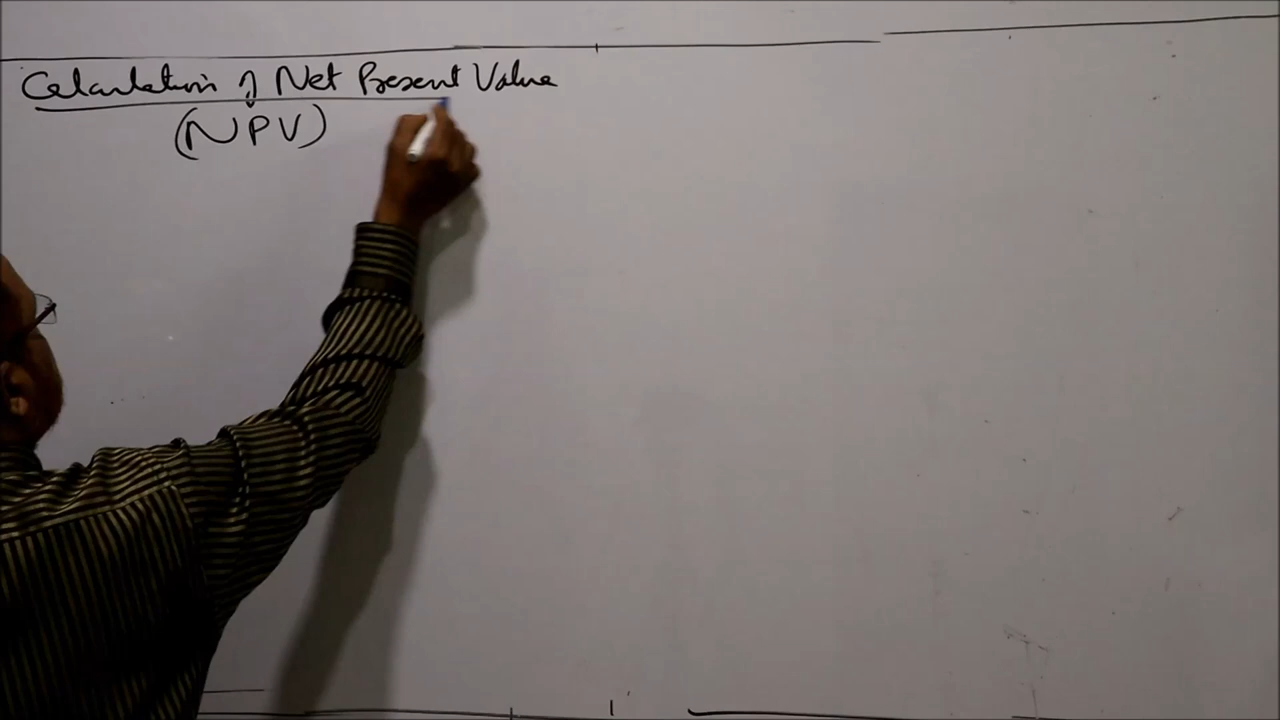 Calculation of Net Present Value
(NPV)